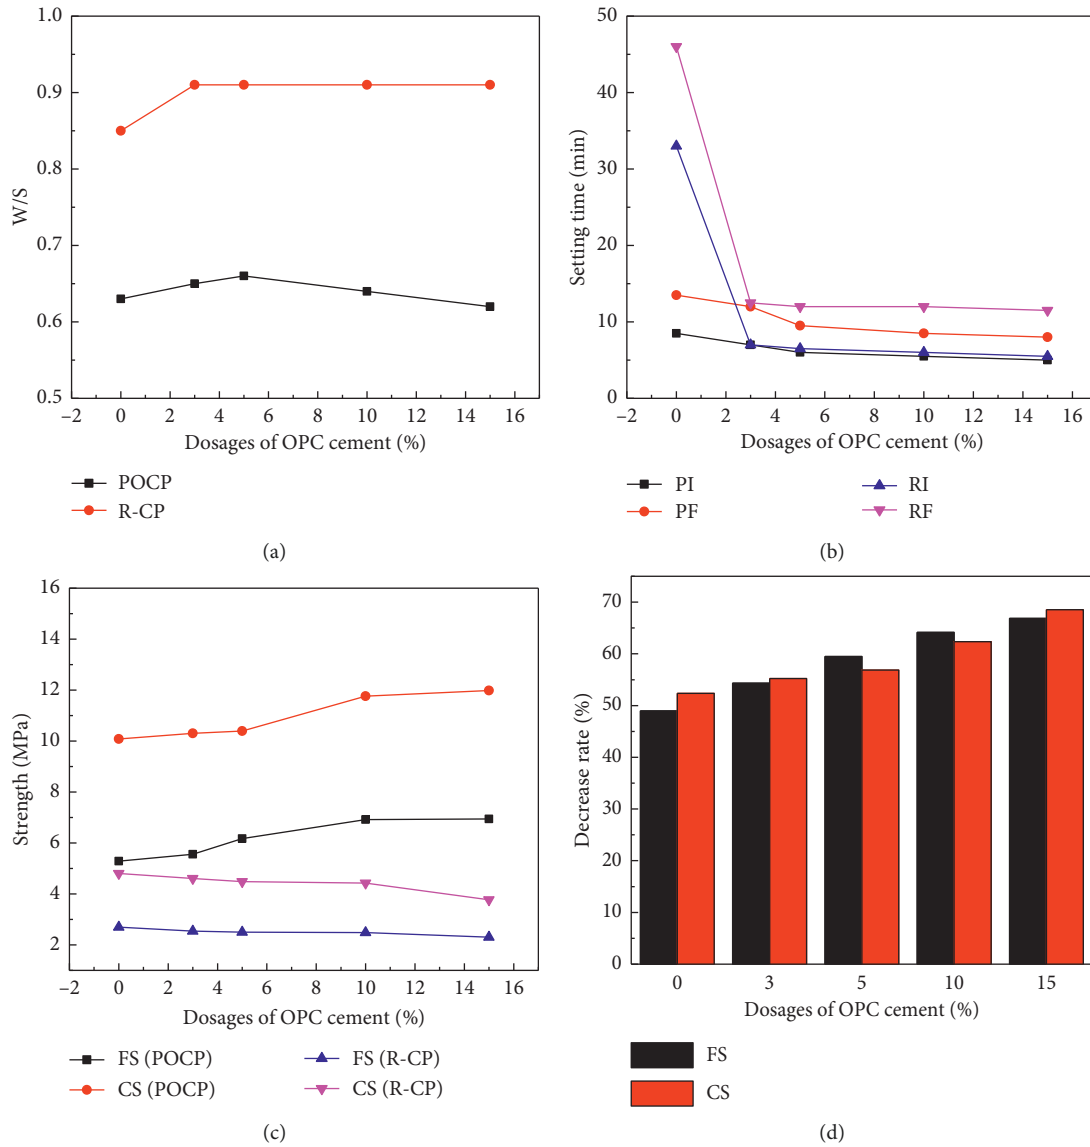 1.0
0.9
0.8
0.7
0.6
0.5
W/S
–2 0 2 4 6 8 10 12 14 16
Dosages of OPC cement (%)
POCP
R-CP
(a)
50
40
30
20
10
0
Setting time (min)
–2 0 2 4 6 8 10 12 14 16
Dosages of OPC cement (%)
PI RI
PF RF
(b)
16
14
12
10
8
6
4
2
Strength (MPa)
–2 0 2 4 6 8 10 12 14 16
Dosages of OPC cement (%)
FS (POCP) FS (R-CP)
CS (POCP) CS (R-CP)
(c)
70
60
50
40
30
20
10
0
Decrease rate (%)
0 3 5 10 15
Dosages of OPC cement (%)
FS
CS
(d)